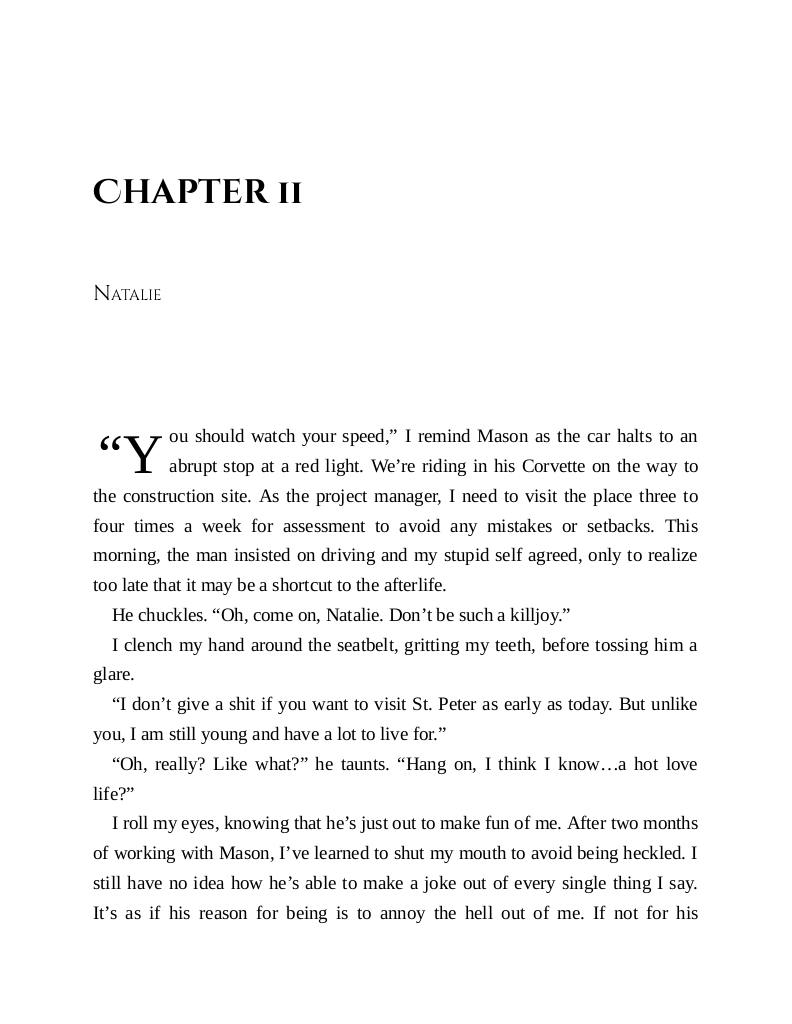 CHAPTER II
NATALIE
“You should watch your speed,” I remind Mason as the car halts to an
abrupt stop at a red light. We’re riding in his Corvette on the way to
the construction site. As the project manager, I need to visit the place three to
four times a week for assessment to avoid any mistakes or setbacks. This
morning, the man insisted on driving and my stupid self agreed, only to realize
too late that it may be a shortcut to the afterlife.
He chuckles. “Oh, come on, Natalie. Don’t be such a killjoy.”
I clench my hand around the seatbelt, gritting my teeth, before tossing him a
glare.
“I don’t give a shit if you want to visit St. Peter as early as today. But unlike
you, I am still young and have a lot to live for.”
“Oh, really? Like what?” he taunts. “Hang on, I think I know…a hot love
life?”
I roll my eyes, knowing that he’s just out to make fun of me. After two months
of working with Mason, I’ve learned to shut my mouth to avoid being heckled. I
still have no idea how he’s able to make a joke out of every single thing I say.
It’s as if his reason for being is to annoy the hell out of me. If not for his